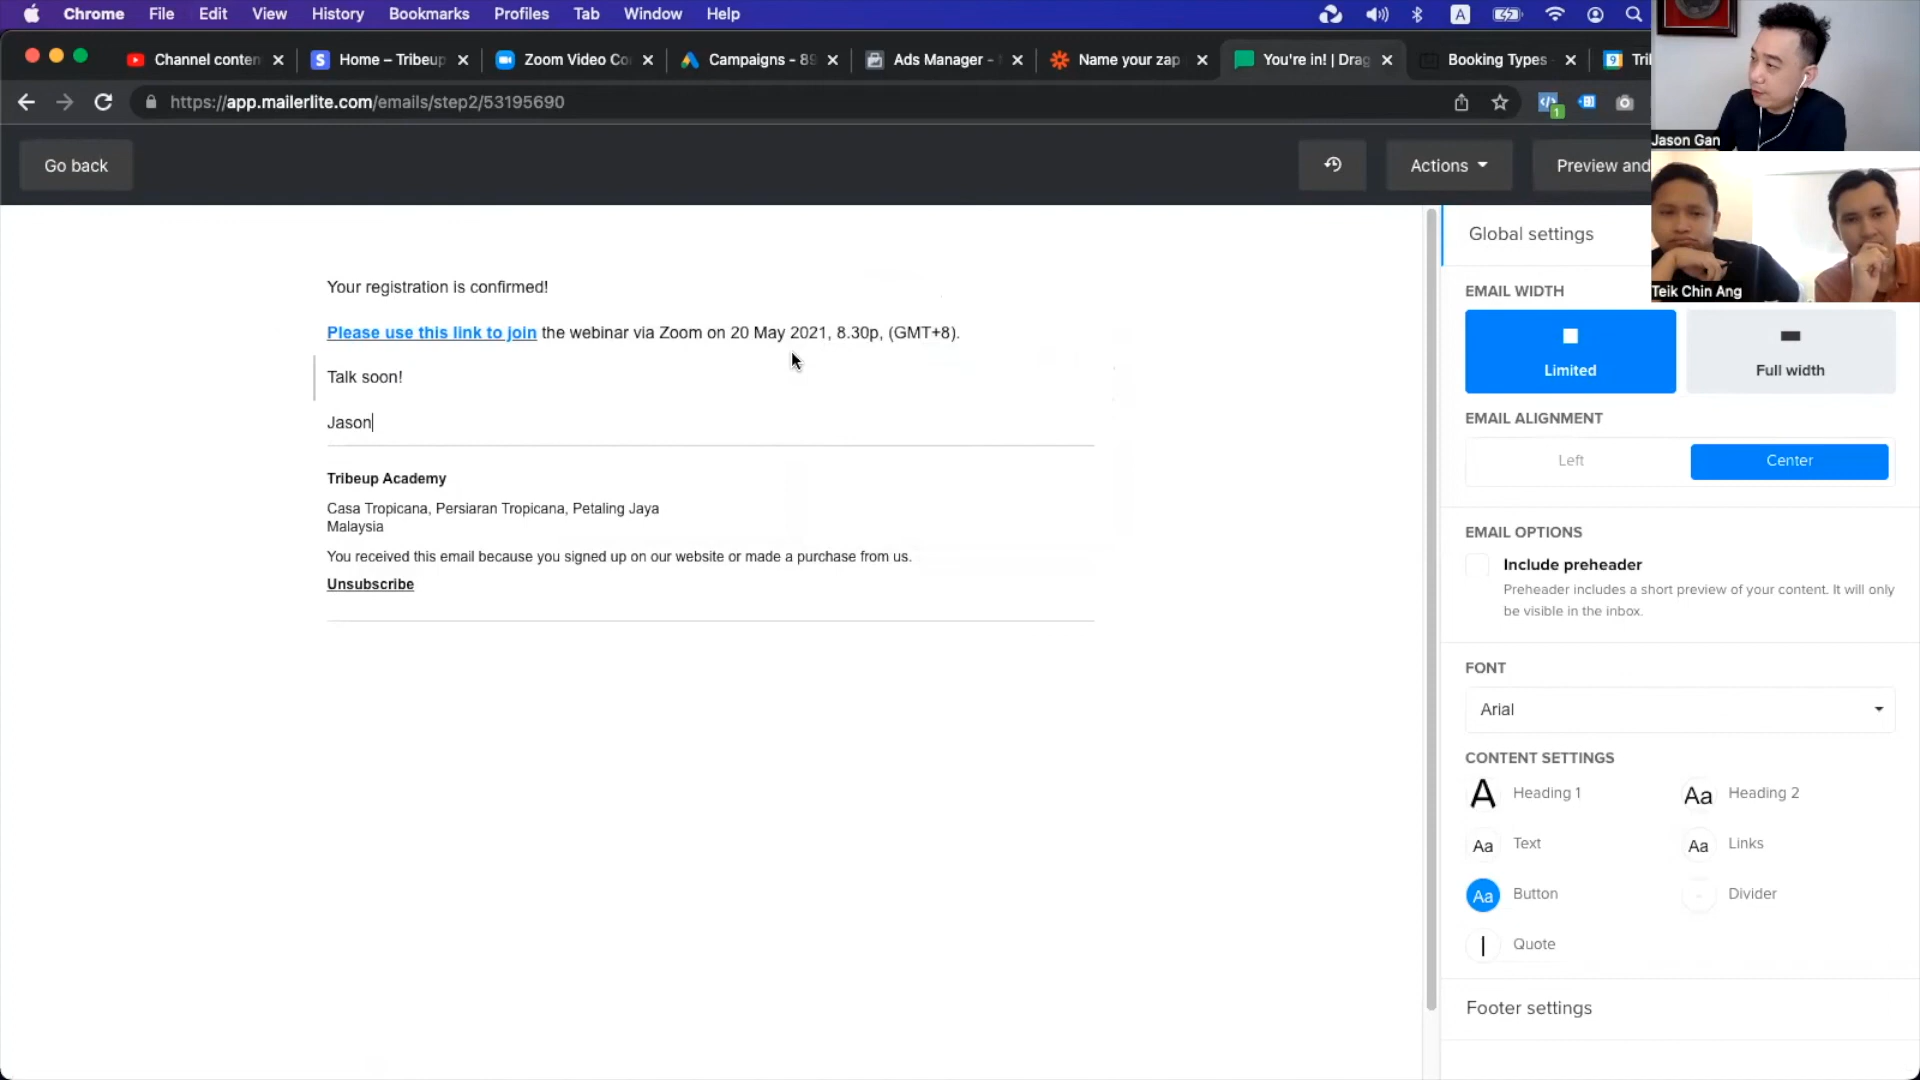 Chrome File Edit View History Bookmarks Profiles Tab Window Help
A
Channel conten
S Home – Tribeup
Zoom Video Co
Campaigns - 89
Ads Manager -
Name your zap
You're in! | Drag
Booking Types
9 Tri
https://app.mailerlite.com/emails/step2/53195690
1
Go back
Actions
Preview and
Jason Gan
Teik Chin Ang
Your registration is confirmed!
Please use this link to join the webinar via Zoom on 20 May 2021, 8.30p, (GMT+8).
Talk soon!
Jason
Tribeup Academy
Casa Tropicana, Persiaran Tropicana, Petaling Jaya
Malaysia
You received this email because you signed up on our website or made a purchase from us.
Unsubscribe
Global settings
EMAIL WIDTH
Limited
Full width
EMAIL ALIGNMENT
Left
Center
EMAIL OPTIONS
Include preheader
Preheader includes a short preview of your content. It will only
be visible in the inbox.
FONT
Arial
CONTENT SETTINGS
A Heading 1
Aa Heading 2
Aa Text
Aa Links
Aa Button
Divider
Quote
Footer settings